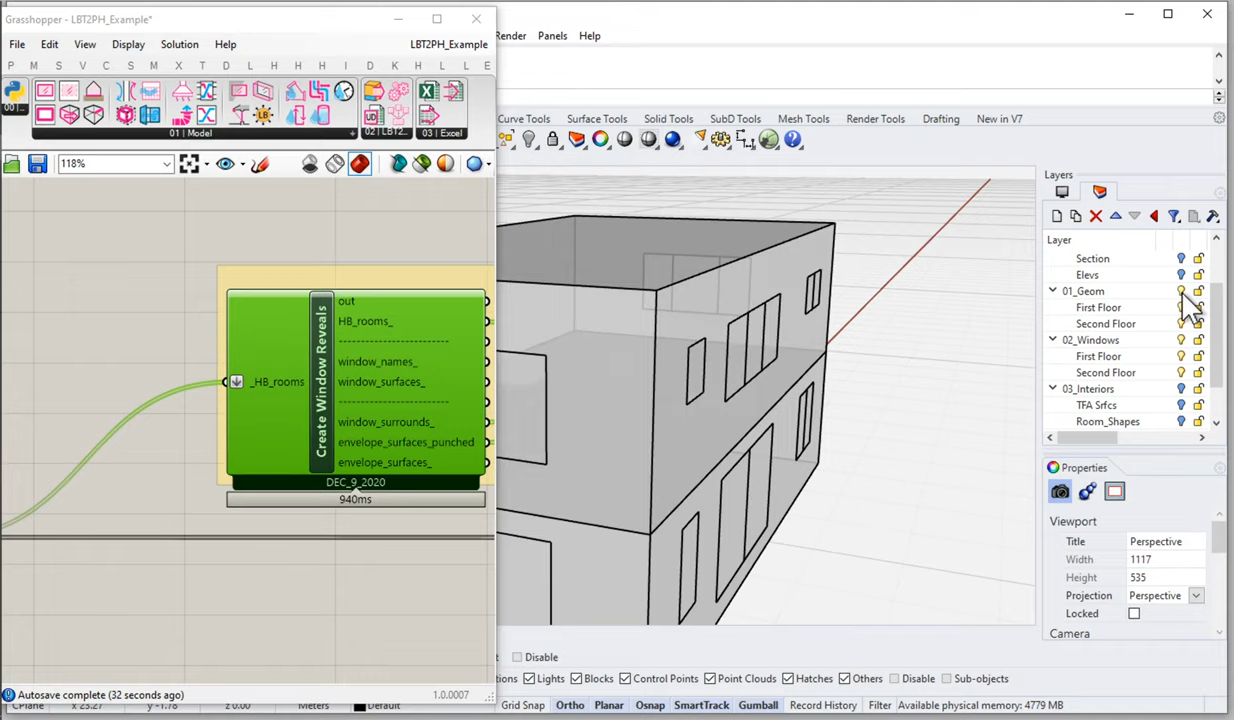 Grasshopper - LBT2PH_Example*
File Edit View Display Solution Help LBT2PH_Example
Render Panels Help
P M S V C S M X T D D K H I L L E
00 |
01 | Model
02 | LBT2...
03 | Excel
Curve Tools Surface Tools Solid Tools SubD Tools Mesh Tools Render Tools Drafting New in V7
118%
Create Window Reveals
_HB_rooms
out
HB_rooms_
-------------------------
window_names_
window_surfaces_
-------------------------
window_surrounds_
envelope_surfaces_punched
envelope_surfaces_
DEC_9_2020
940ms
Layers
Layer
Section
Elevs
01_Geom
First Floor
Second Floor
02_Windows
First Floor
Second Floor
03_Interiors
TFA Srfcs
Room_Shapes
Properties
Viewport
Title Perspective
Width 1117
Height 535
Projection Perspective
Locked
Camera
Disable
Lights Blocks Control Points Point Clouds Hatches Others Disable Sub-objects
Autosave complete (32 seconds ago) 1.0.0007
CPlane x 23.27 y -1.78 z 0.00 Meters Default Grid Snap Ortho Planar Osnap SmartTrack Gumball Record History Filter Available physical memory: 4779 MB